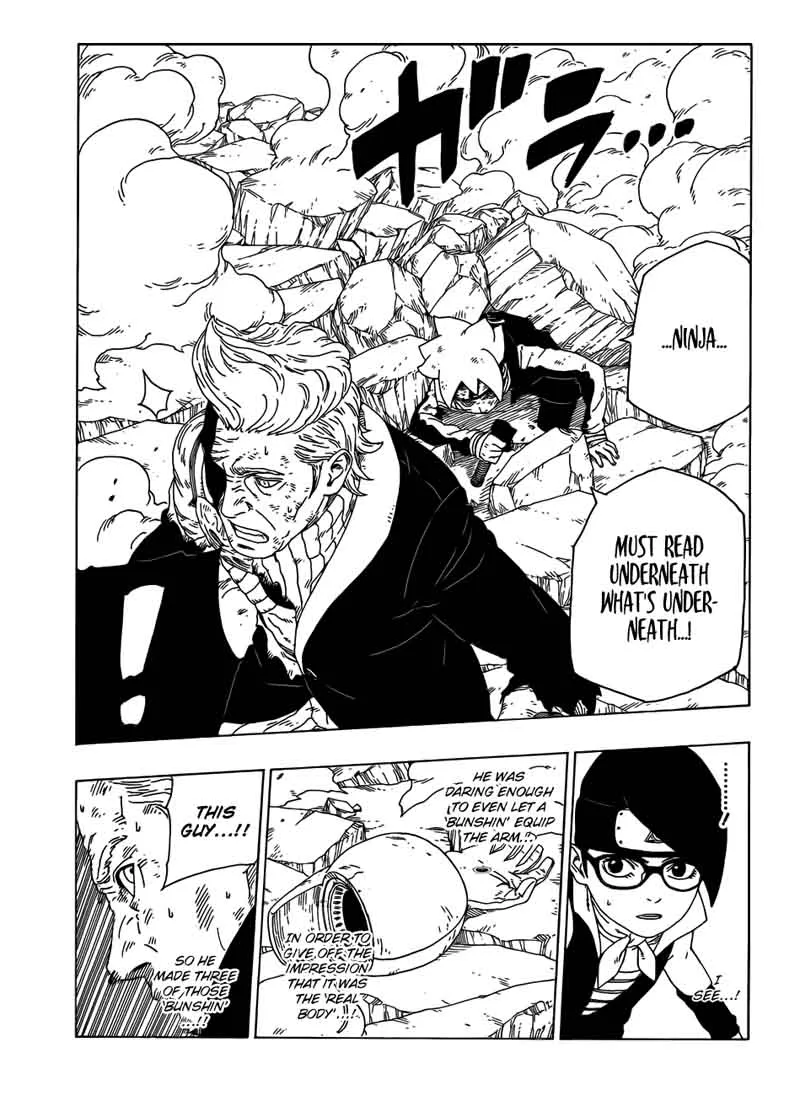 ガラ...
...NINJA...
MUST READ
UNDERNEATH
WHAT'S UNDER-
NEATH...!
.......!
I
SEE...!
HE WAS
DARING ENOUGH
TO EVEN LET A
'BUNSHIN' EQUIP
THE ARM...
IN ORDER TO
GIVE OFF THE
IMPRESSION
THAT IT WAS
THE 'REAL
BODY'...!
THIS
GUY...!!
SO HE
MADE THREE
OF THOSE
'BUNSHIN'
...!!